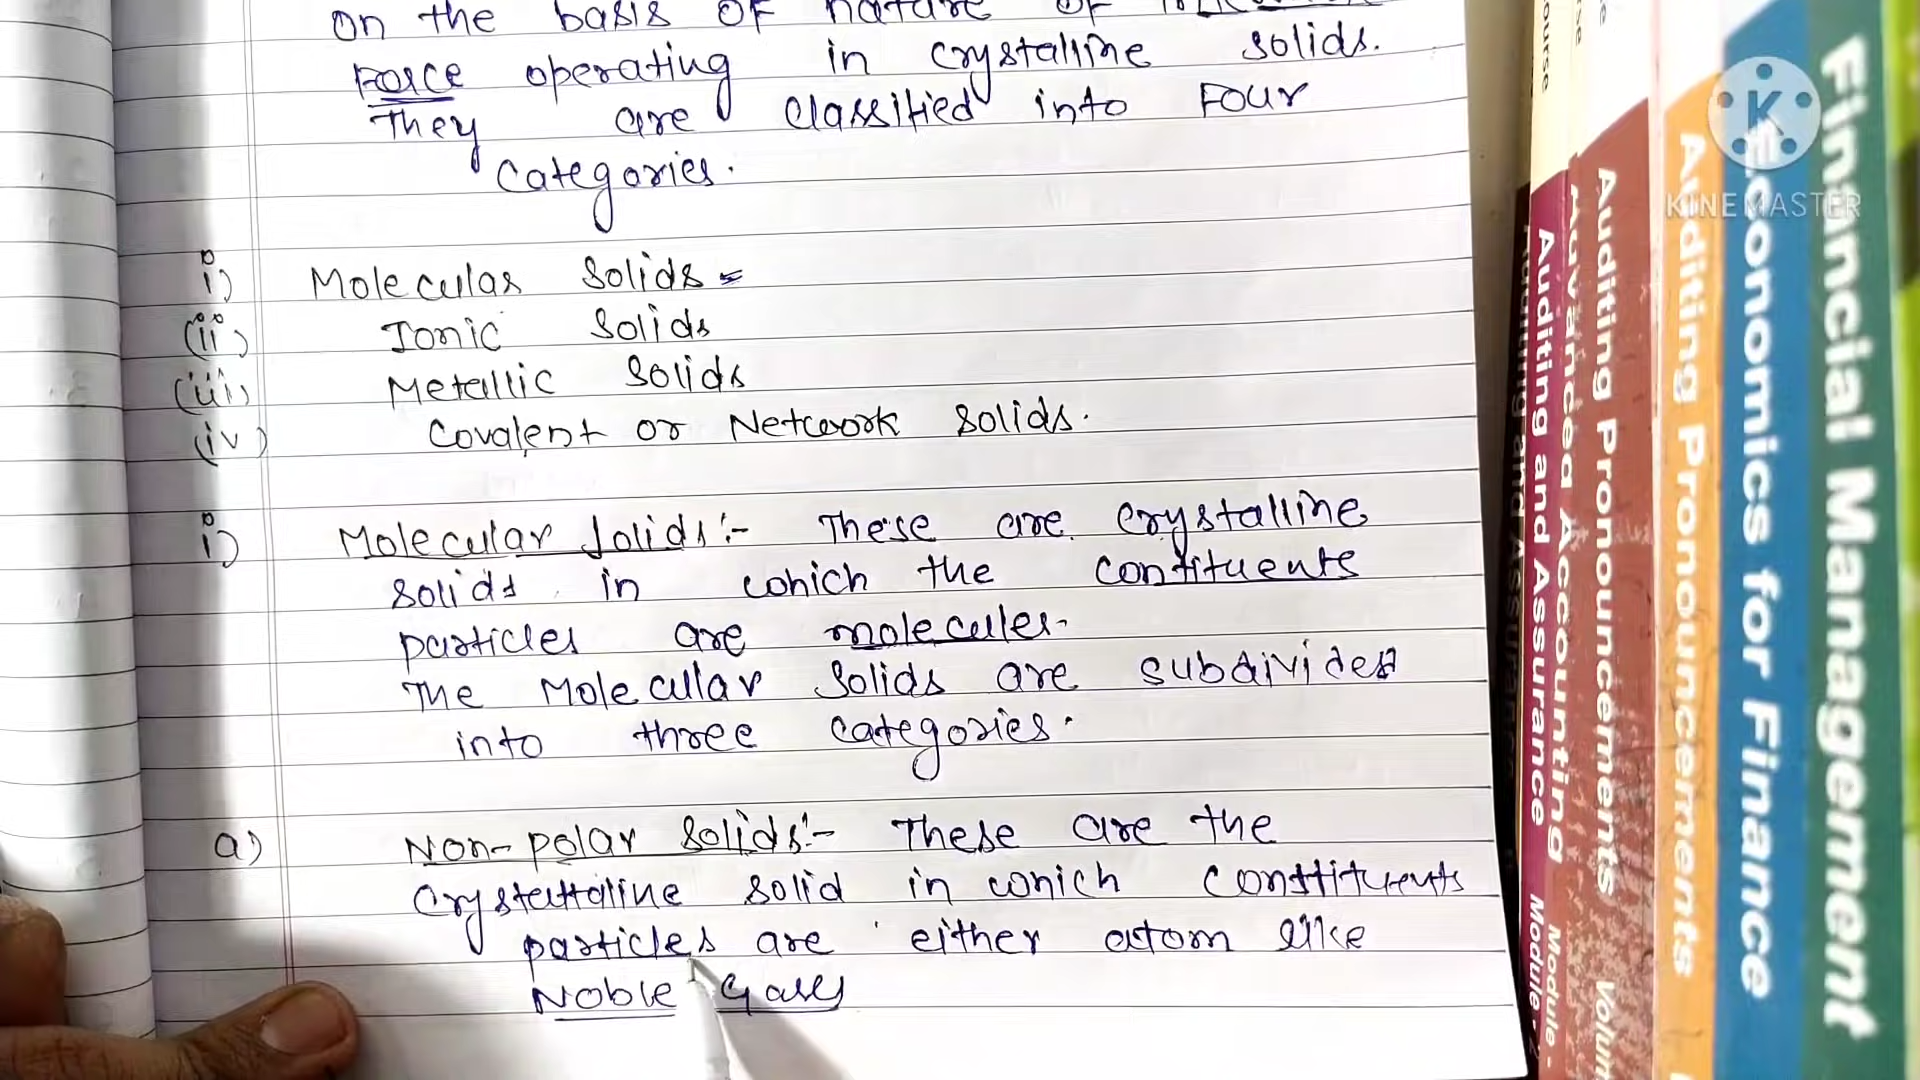 on the basis of nature of
Force operating in crystalline solids.
They are classified into Four
categories.
i) Molecular solids
(ii) Ionic solids
(iii) Metallic solids
(iv) Covalent or Network solids.
i) Molecular solids:- These are crystalline
solids in which the constituents
particles are molecules.
The Molecular solids are subdivided
into three categories.
a) Non-polar solids:- These are the
crystalline solid in which constituents
particles are either atom like
Noble Gases
K
KINEMASTER
Auditing and Assurance Module -
Advanced Accounting Module -
Auditing Pronouncements Volum
Auditing Pronouncements
Economics for Finance
Financial Management